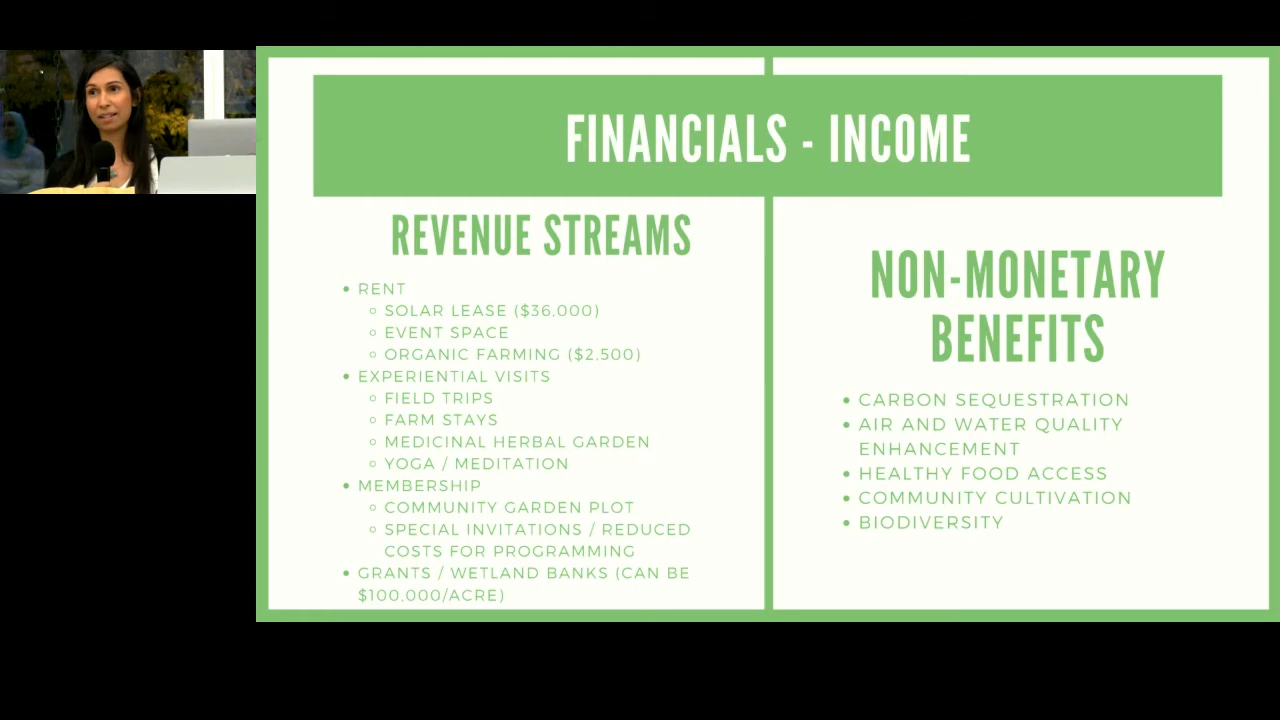 FINANCIALS - INCOME
REVENUE STREAMS
• RENT
◦ SOLAR LEASE ($36,000)
◦ EVENT SPACE
◦ ORGANIC FARMING ($2,500)
• EXPERIENTIAL VISITS
◦ FIELD TRIPS
◦ FARM STAYS
◦ MEDICINAL HERBAL GARDEN
◦ YOGA / MEDITATION
• MEMBERSHIP
◦ COMMUNITY GARDEN PLOT
◦ SPECIAL INVITATIONS / REDUCED
COSTS FOR PROGRAMMING
• GRANTS / WETLAND BANKS (CAN BE
$100,000/ACRE)
NON-MONETARY
BENEFITS
• CARBON SEQUESTRATION
• AIR AND WATER QUALITY
ENHANCEMENT
• HEALTHY FOOD ACCESS
• COMMUNITY CULTIVATION
• BIODIVERSITY